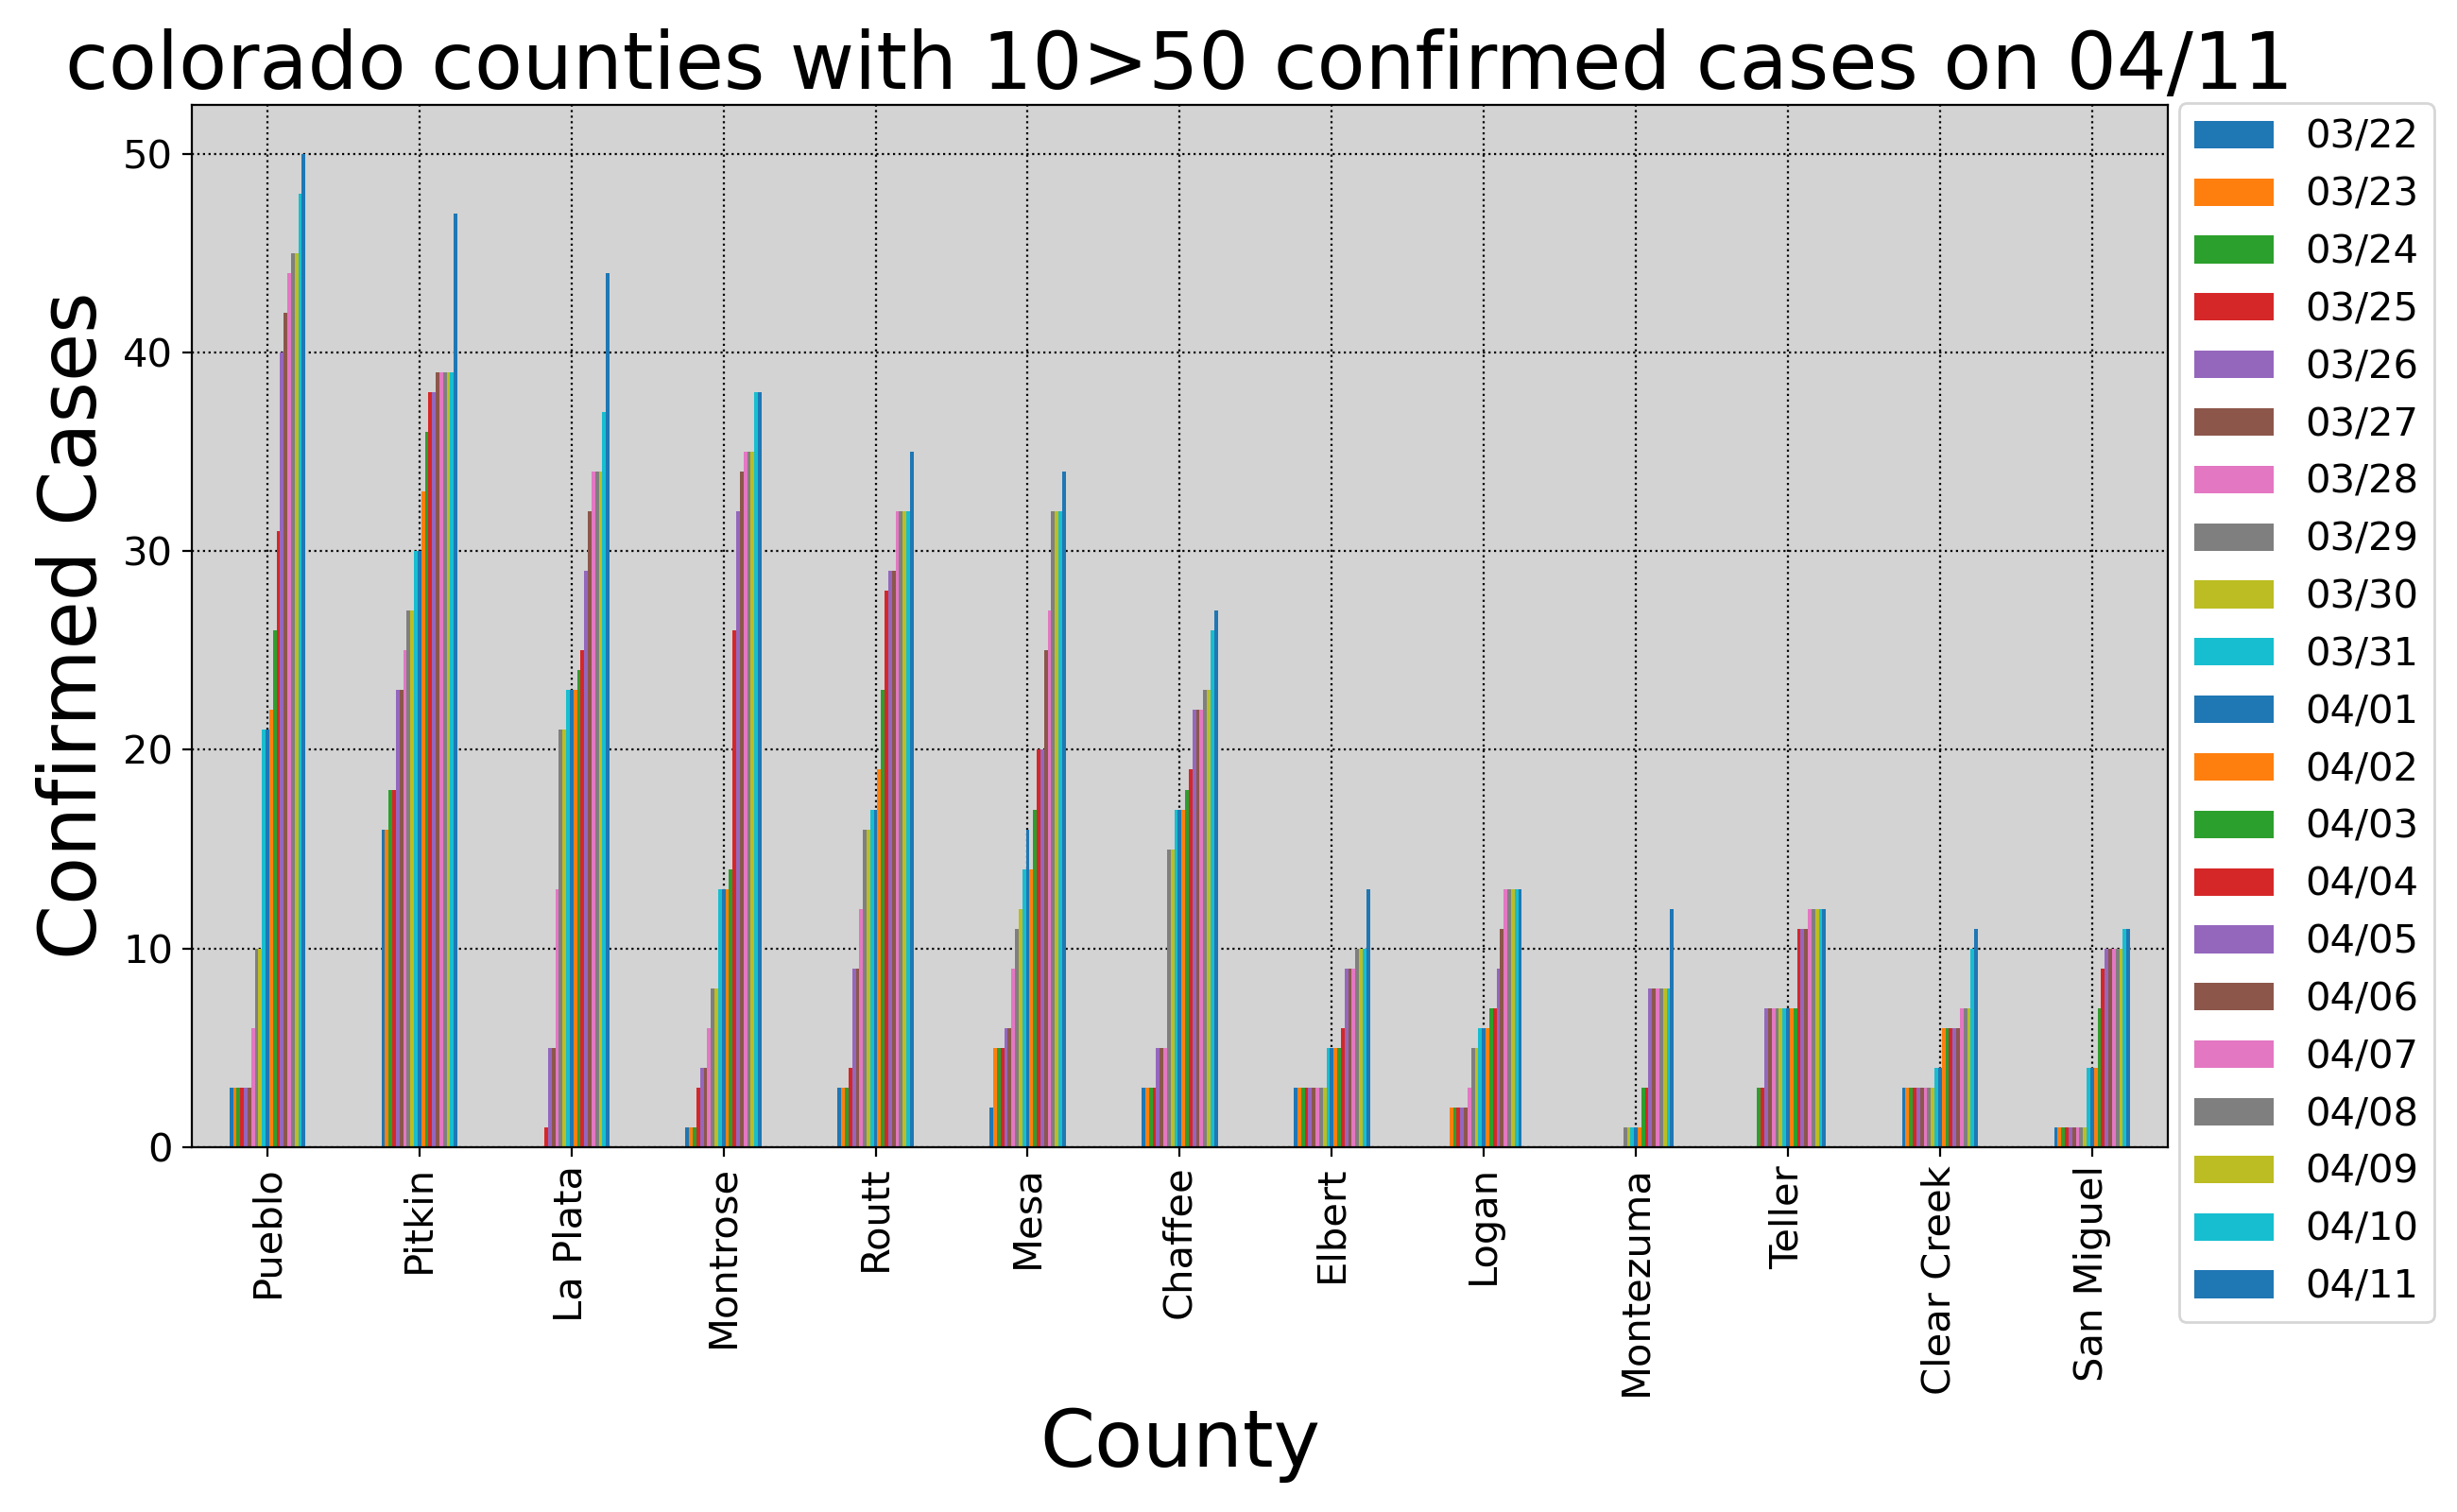 colorado counties with 10>50 confirmed cases on 04/11
Confirmed Cases
50
40
30
20
10
0
Pueblo
Pitkin
La Plata
Montrose
Routt
Mesa
Chaffee
Elbert
Logan
Montezuma
Teller
Clear Creek
San Miguel
County
03/22
03/23
03/24
03/25
03/26
03/27
03/28
03/29
03/30
03/31
04/01
04/02
04/03
04/04
04/05
04/06
04/07
04/08
04/09
04/10
04/11